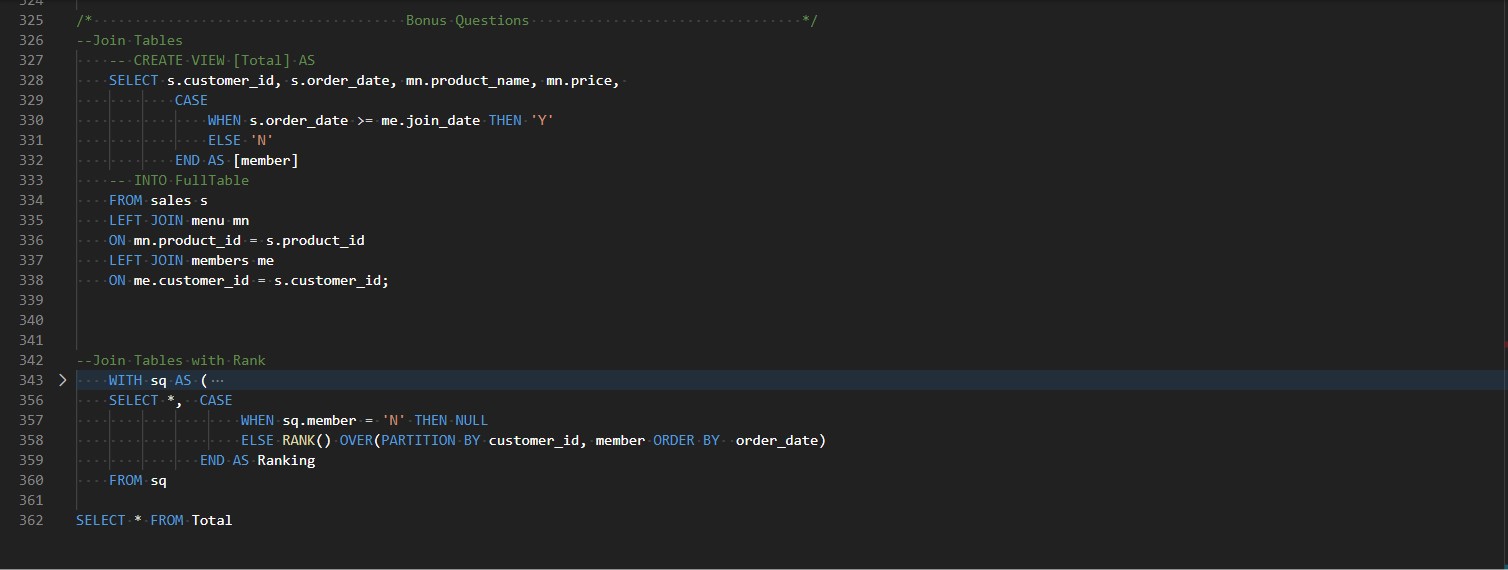 324
325 /* Bonus Questions */
326 --Join Tables
327 -- CREATE VIEW [Total] AS
328 SELECT s.customer_id, s.order_date, mn.product_name, mn.price,
329 CASE
330 WHEN s.order_date >= me.join_date THEN 'Y'
331 ELSE 'N'
332 END AS [member]
333 -- INTO FullTable
334 FROM sales s
335 LEFT JOIN menu mn
336 ON mn.product_id = s.product_id
337 LEFT JOIN members me
338 ON me.customer_id = s.customer_id;
339
340
341
342 --Join Tables with Rank
343 WITH sq AS ( ···
356 SELECT *, CASE
357 WHEN sq.member = 'N' THEN NULL
358 ELSE RANK() OVER(PARTITION BY customer_id, member ORDER BY order_date)
359 END AS Ranking
360 FROM sq
361
362 SELECT * FROM Total